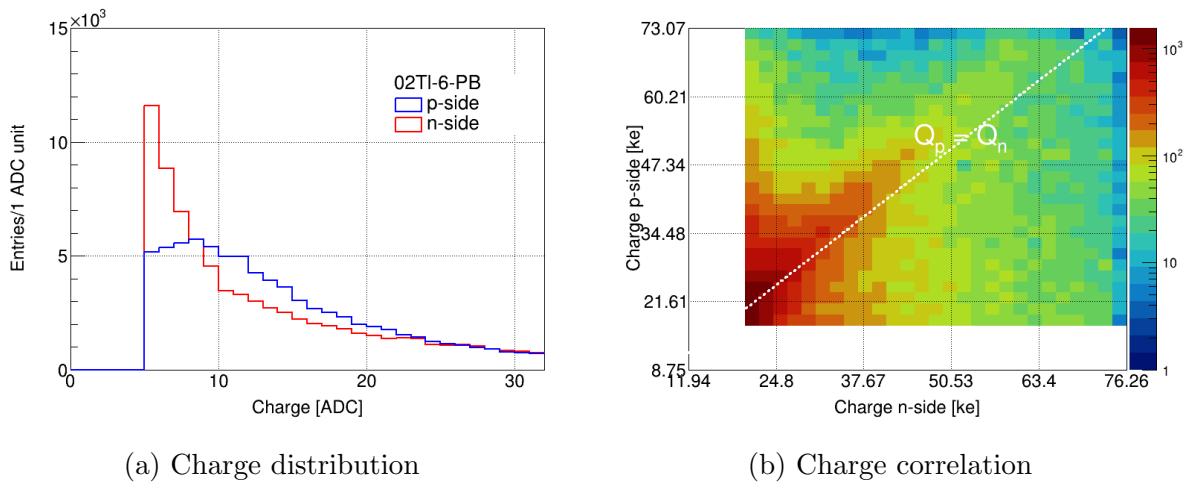 15×10³
10
5
0
0
10
20
30
Entries/1 ADC unit
Charge [ADC]
02Tl-6-PB
p-side
n-side
(a) Charge distribution
73.07
60.21
47.34
34.48
21.61
8.75
11.94
24.8
37.67
50.53
63.4
76.26
Charge p-side [ke]
Charge n-side [ke]
Qp = Qn
10³
10²
10
1
(b) Charge correlation